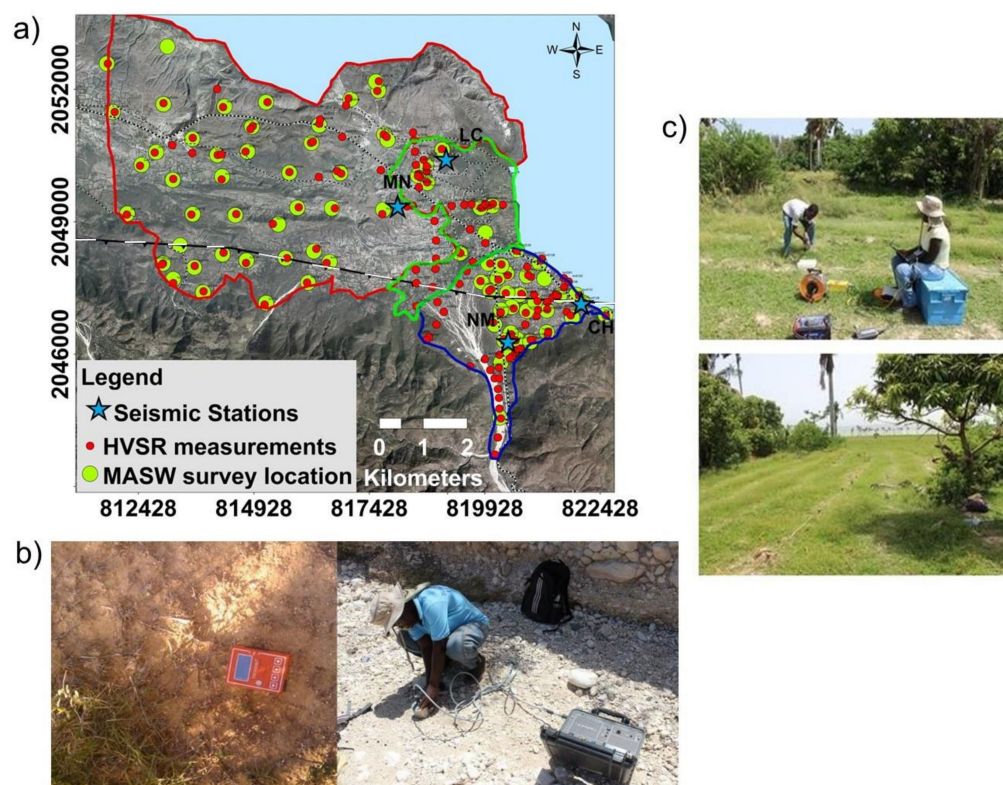 a)
N
W E
S
2052000
2049000
2046000
LC
MN
NM
CH
Legend
Seismic Stations
HVSR measurements
MASW survey location
0 1 2
Kilometers
812428 814928 817428 819928 822428
b)
c)